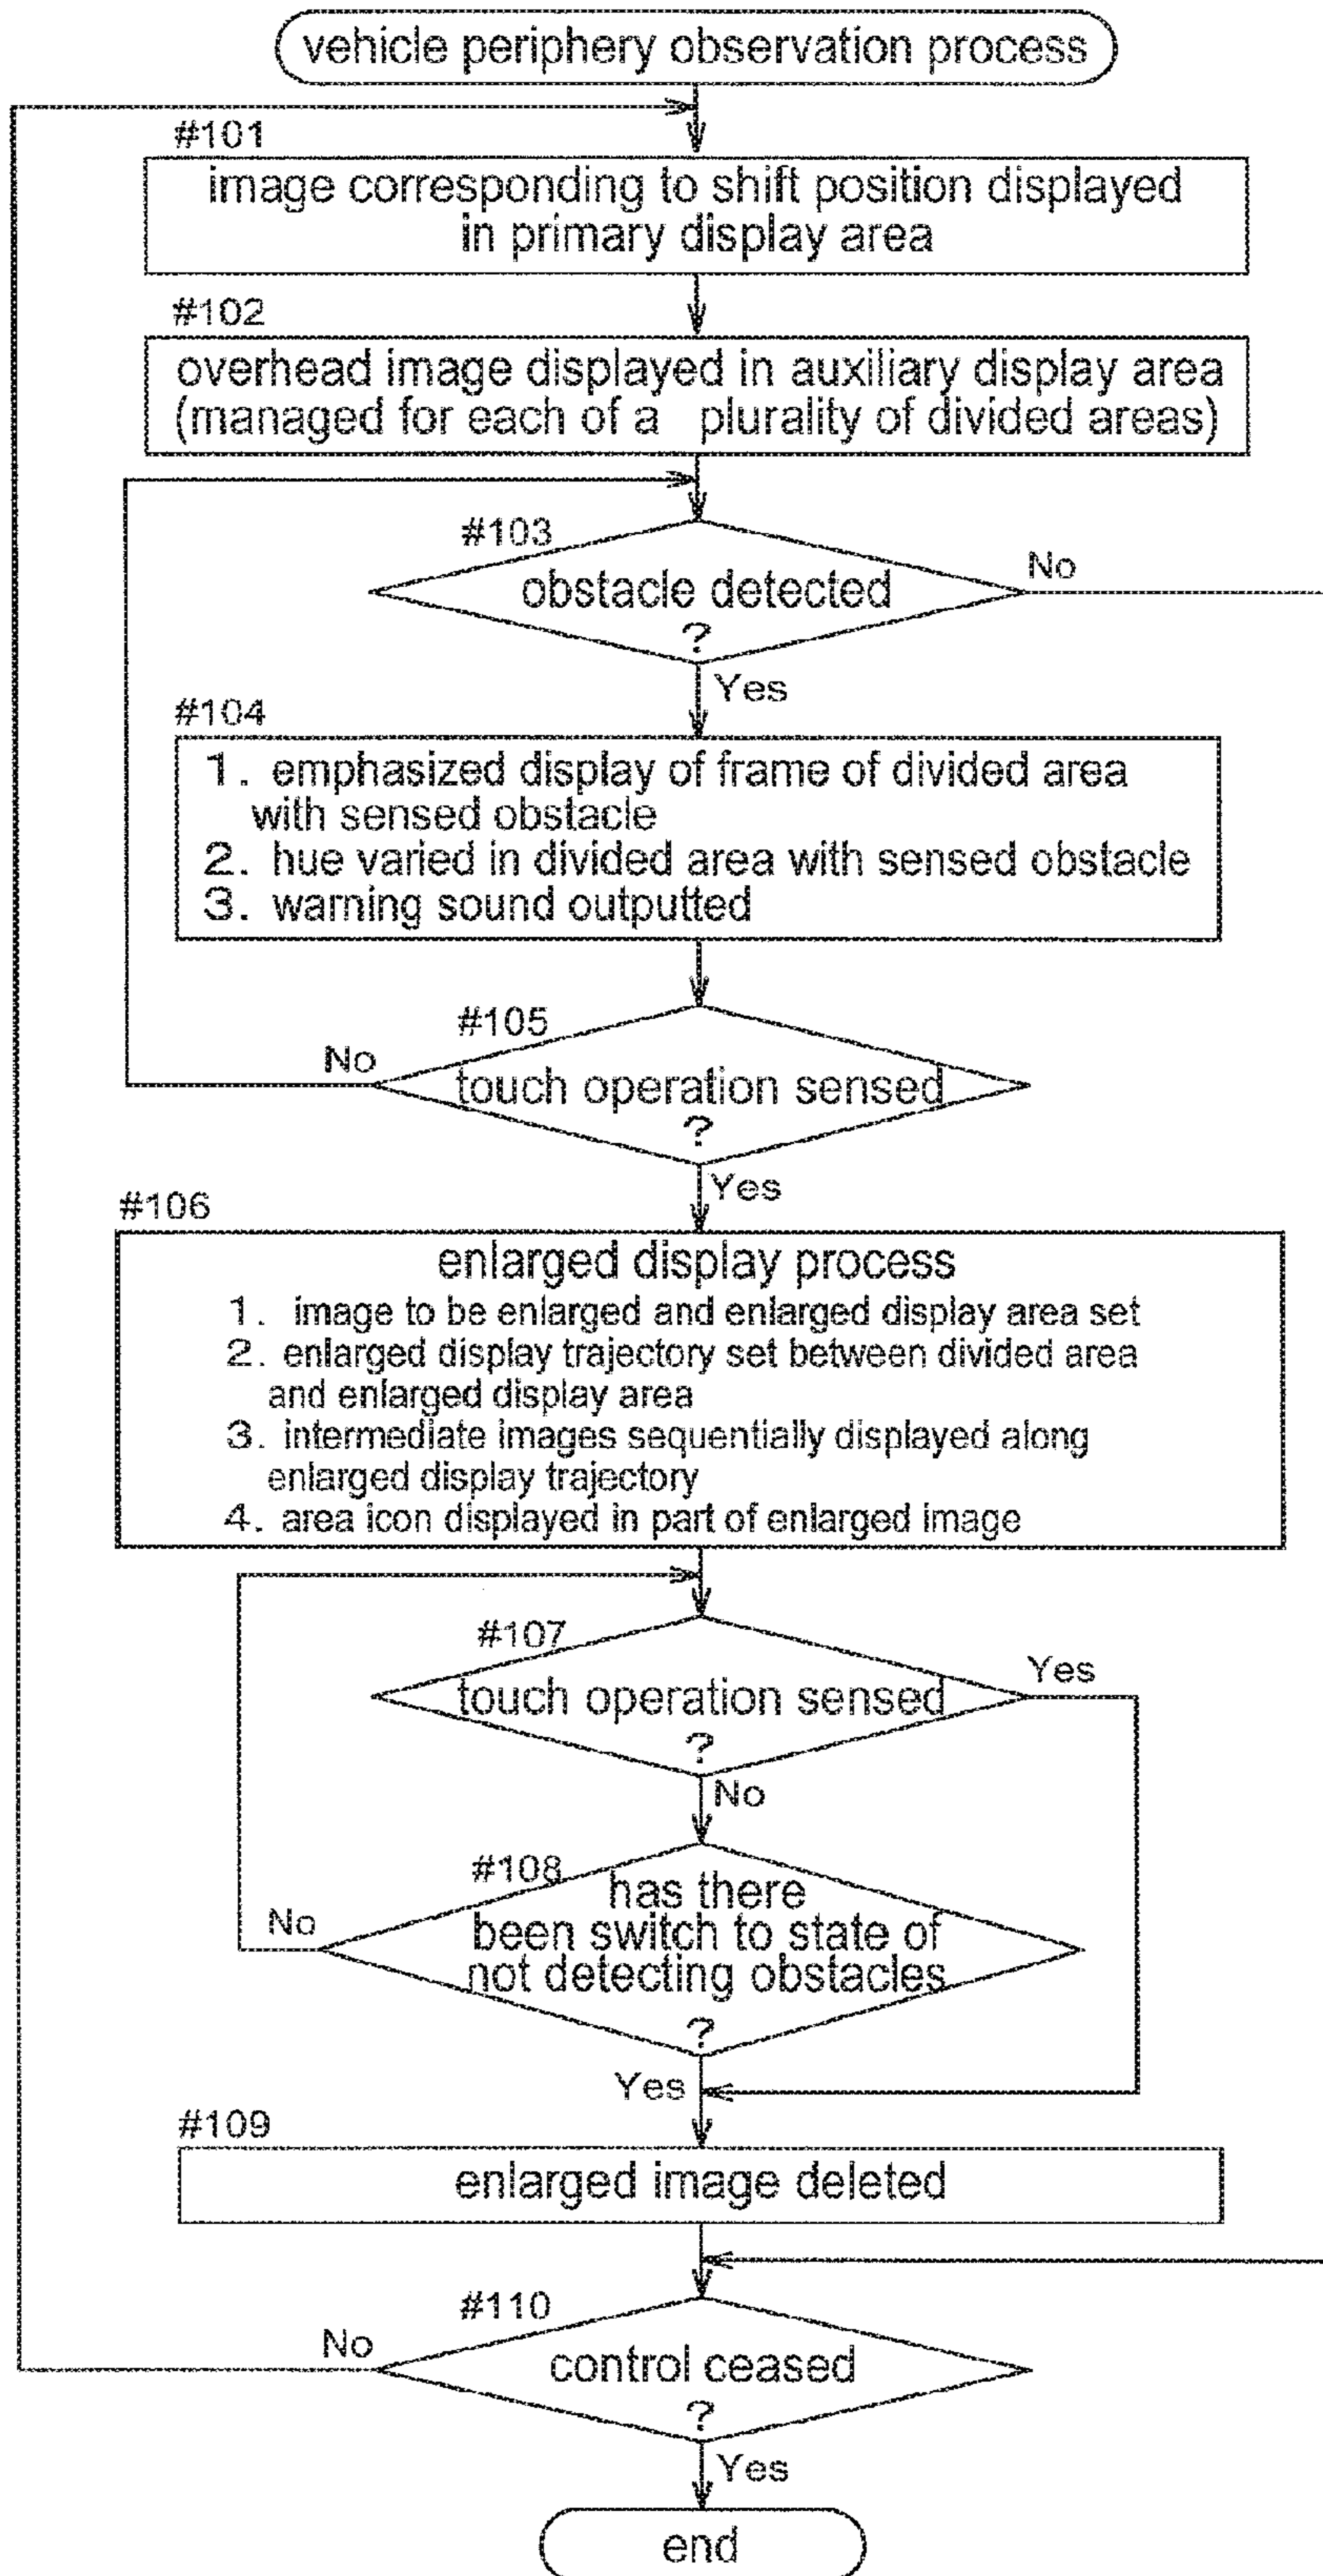 vehicle periphery observation process
#101
image corresponding to shift position displayed
in primary display area
#102
overhead image displayed in auxiliary display area
(managed for each of a plurality of divided areas)
#103
obstacle detected
?
No
Yes
#104
1. emphasized display of frame of divided area
with sensed obstacle
2. hue varied in divided area with sensed obstacle
3. warning sound outputted
#105
No
touch operation sensed
?
Yes
#106
enlarged display process
1. image to be enlarged and enlarged display area set
2. enlarged display trajectory set between divided area
and enlarged display area
3. intermediate images sequentially displayed along
enlarged display trajectory
4. area icon displayed in part of enlarged image
#107
Yes
touch operation sensed
?
No
#108
has there
No
been switch to state of
not detecting obstacles
?
Yes
#109
enlarged image deleted
#110
No
control ceased
?
Yes
end